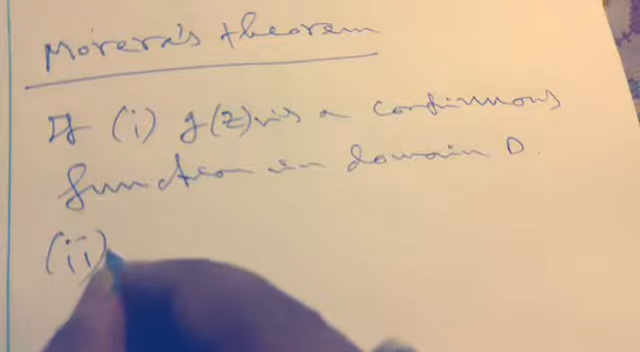 Morera's theorem
If (i) f(z) is a continuous
function in domain D.
(ii)